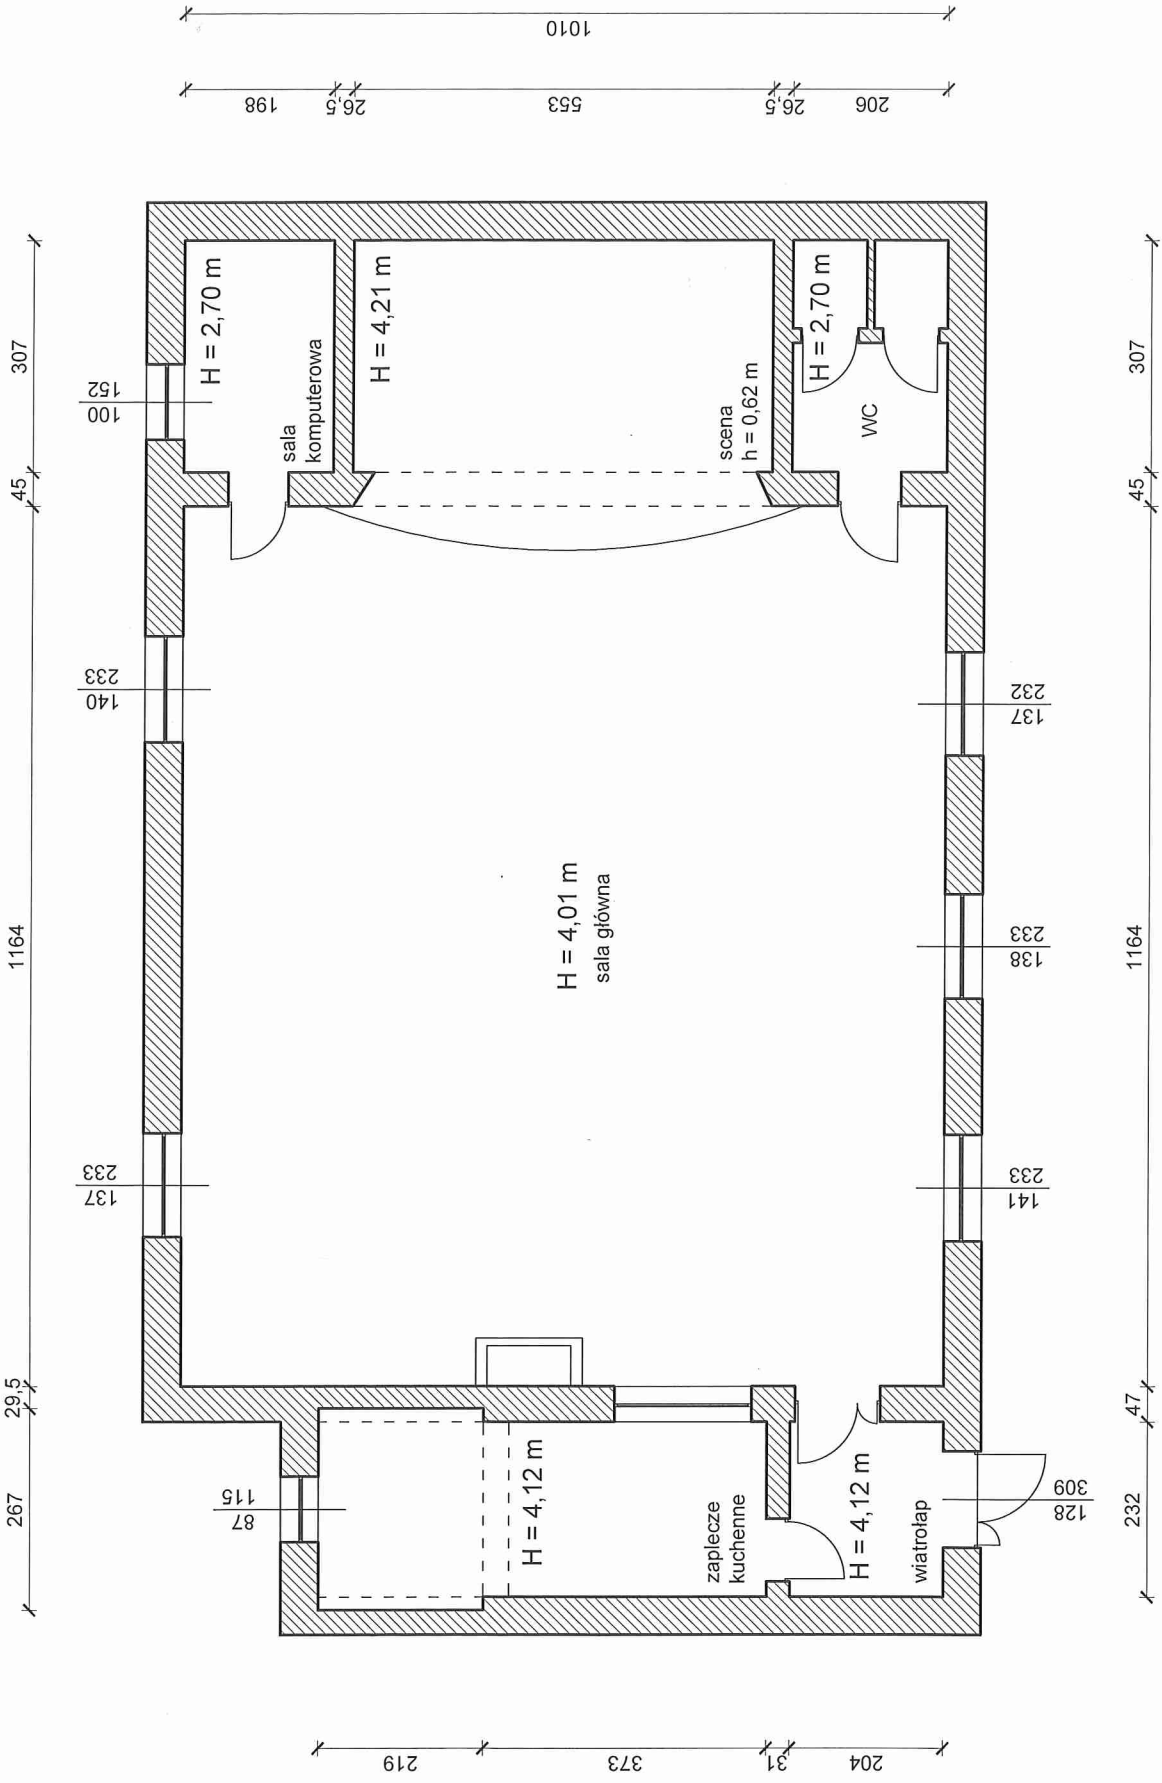 1010
198
26,5
553
26,5
206
307
45
1164
29,5
267
307
45
1164
47
232
152
100
233
140
233
137
115
87
232
137
233
138
233
141
309
128
H = 2,70 m
sala
komputerowa
H = 4,21 m
scena
h = 0,62 m
H = 2,70 m
WC
H = 4,01 m
sala główna
H = 4,12 m
zaplecze
kuchenne
H = 4,12 m
wiatrołap
219
373
31
204